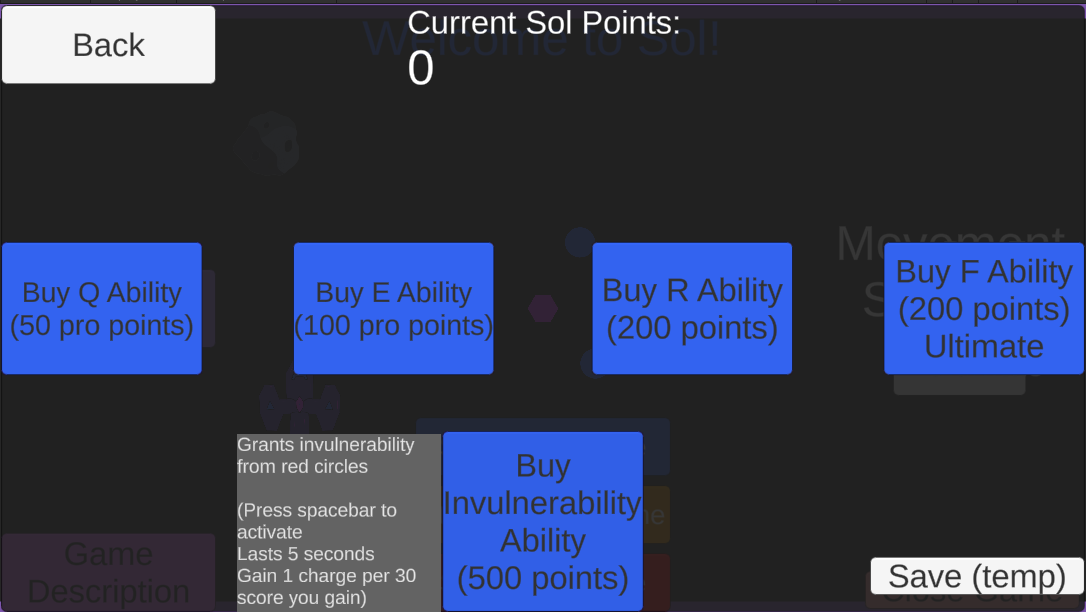 Back
Current Sol Points:
0
Welcome to Sol!
Movement
Buy Q Ability
(50 pro points)
Buy E Ability
(100 pro points)
Buy R Ability
(200 points)
Buy F Ability
(200 points)
Ultimate
Grants invulnerability
from red circles
(Press spacebar to
activate
Lasts 5 seconds
Gain 1 charge per 30
score you gain)
Buy
Invulnerability
Ability
(500 points)
Game
Description
Save (temp)
Close Game